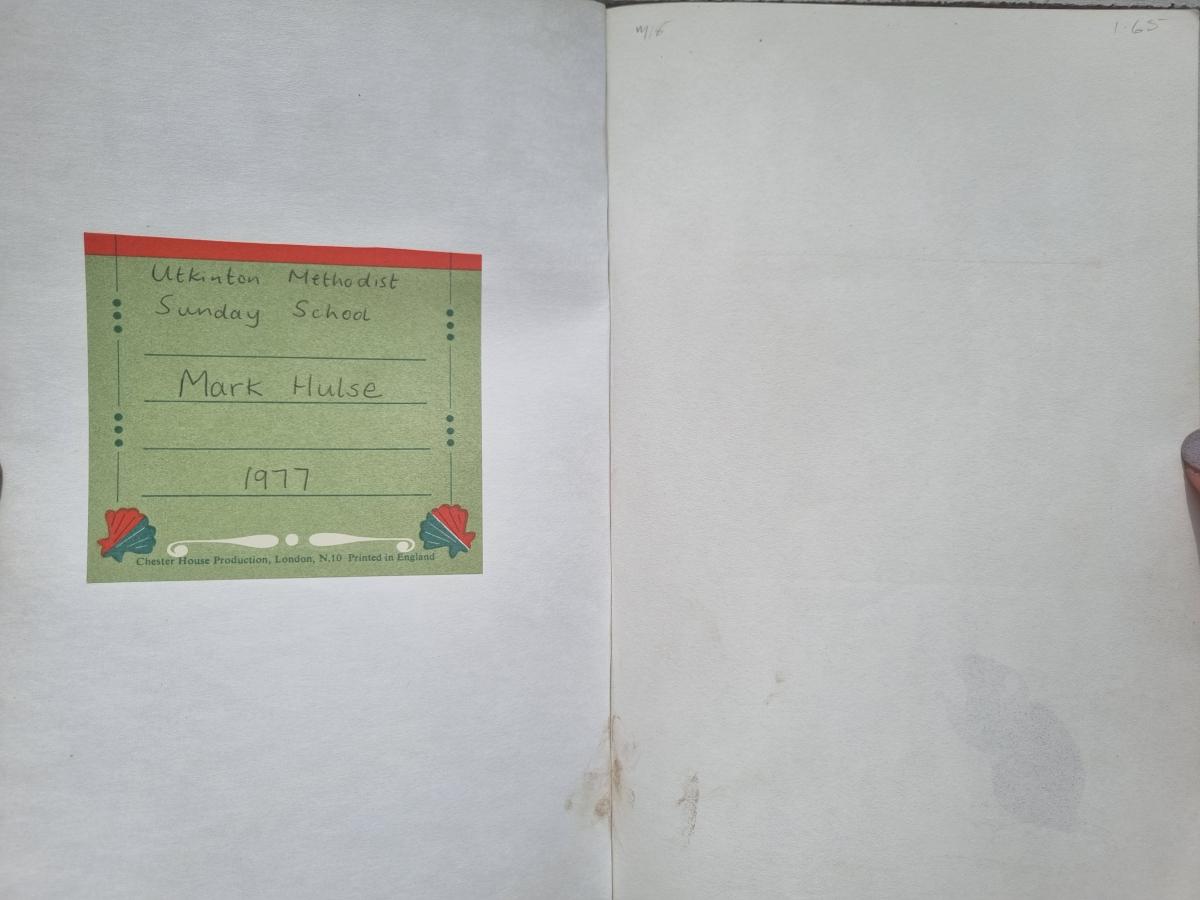 Utkinton Methodist
Sunday School
Mark Hulse
1977
Chester House Production, London, N.10 Printed in England
1.65